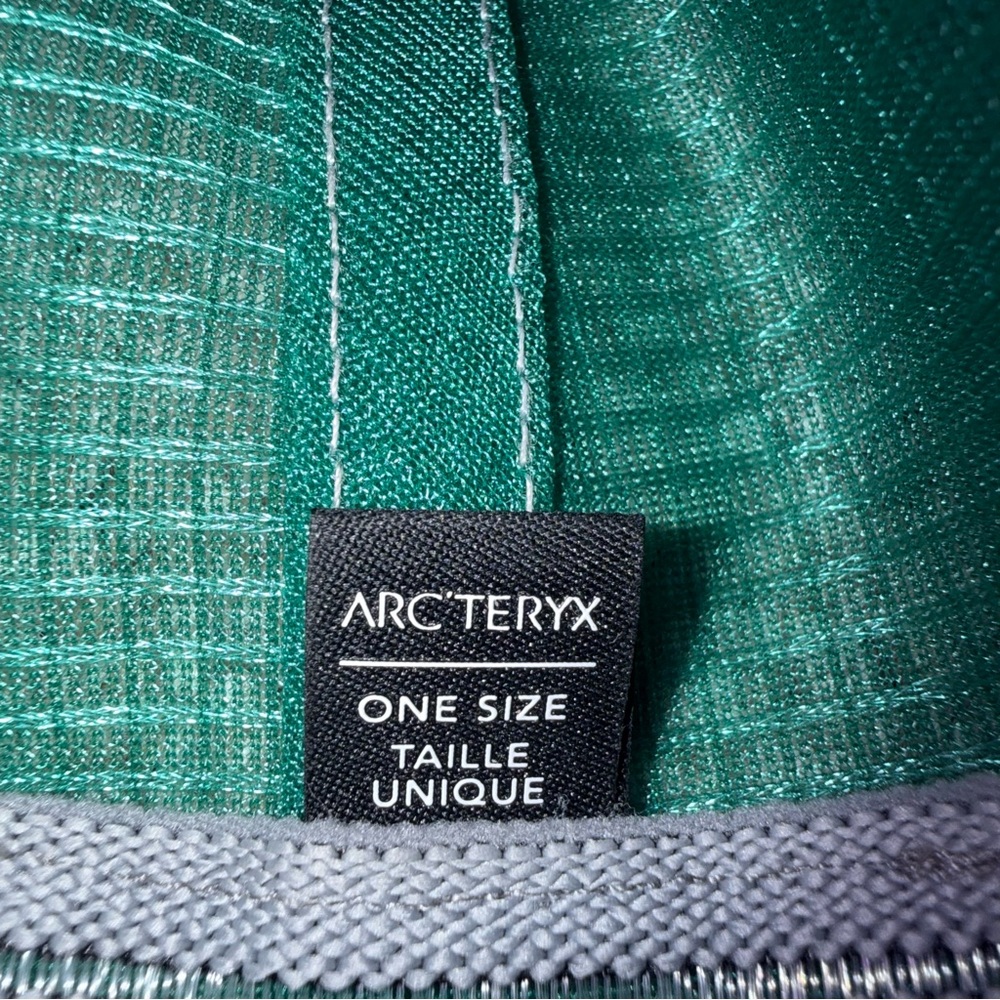 ARC'TERYX
ONE SIZE
TAILLE
UNIQUE